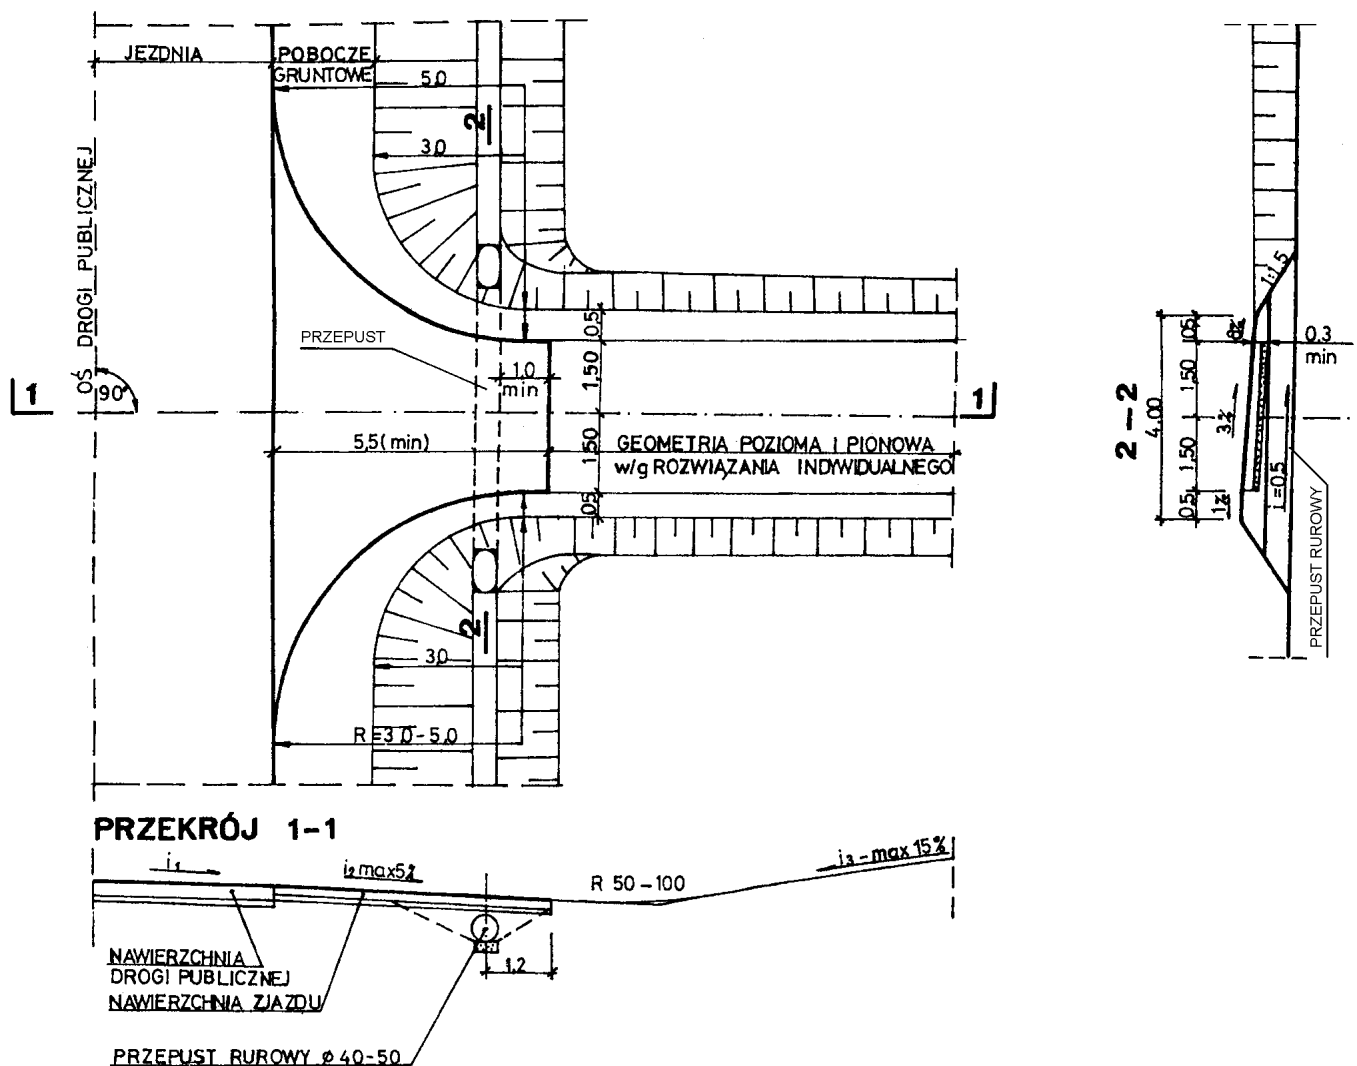 JEZDNIA
POBOCZE
GRUNTOWE
5,0
2
3,0
OŚ DROGI PUBLICZNEJ
90°
1
PRZEPUST
0,5
1,50
1,0
min
1
5,5(min)
1,50
GEOMETRIA POZIOMA I PIONOWA
w/g ROZWIĄZANIA INDYWIDUALNEGO
0,5
2
3,0
R=3,0-5,0
1:1,5
0,3
min
0,5
1,50
4,00
3%
2-2
1,50
0,5
1%
i=0,5
PRZEPUST RUROWY
PRZEKRÓJ 1-1
i₁
i₂ max5%
R 50-100
i₃-max 15%
NAWIERZCHNIA
DROGI PUBLICZNEJ
1,2
NAWIERZCHNIA ZJAZDU
PRZEPUST RUROWY ø 40-50